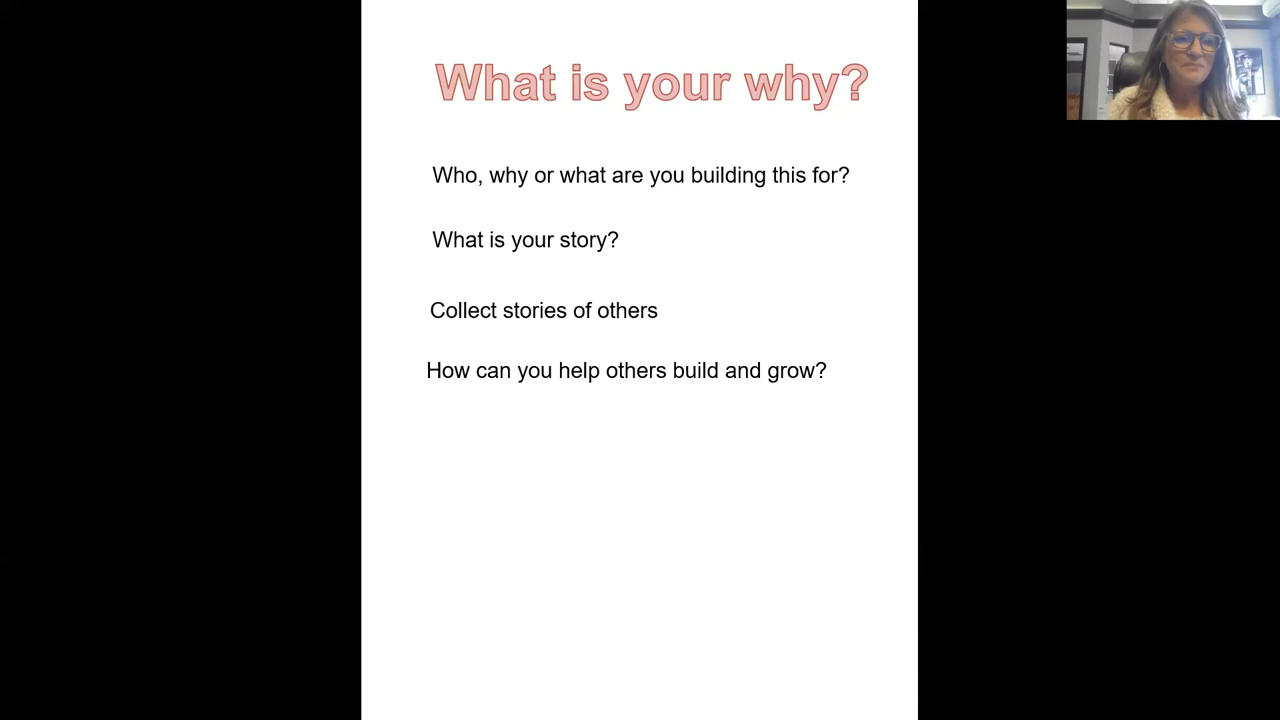 What is your why?
Who, why or what are you building this for?
What is your story?
Collect stories of others
How can you help others build and grow?